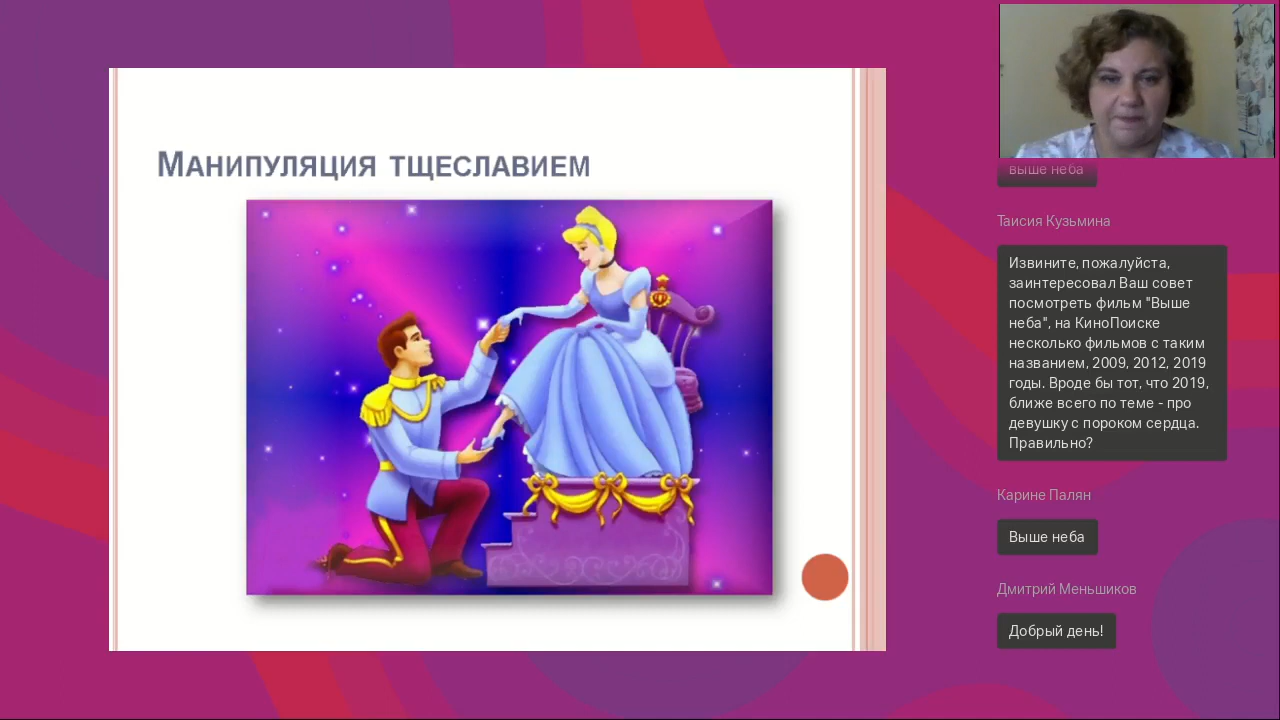 Манипуляция тщеславием
выше неба
Таисия Кузьмина
Извините, пожалуйста,
заинтересовал Ваш совет
посмотреть фильм "Выше
неба", на КиноПоиске
несколько фильмов с таким
названием, 2009, 2012, 2019
годы. Вроде бы тот, что 2019,
ближе всего по теме - про
девушку с пороком сердца.
Правильно?
Карине Палян
Выше неба
Дмитрий Меньшиков
Добрый день!